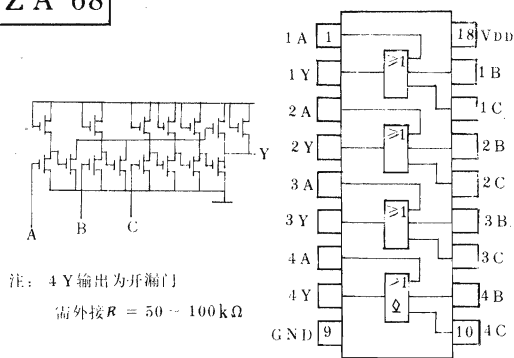 ZA 68
1A 1 18 VDD
≥1
1Y 1B
2A 1C
≥1
2Y 2B
3A 2C
≥1
3Y 3B
4A 3C
>1
4Y 4B
GND 9 10 4C
Y
A B C
注： 4Y输出为开漏门
需外接R = 50 ~ 100kΩ